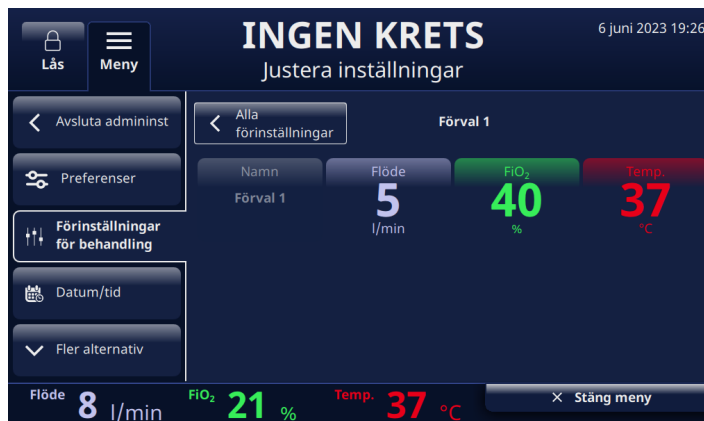 INGEN KRETS
6 juni 2023 19:26
Justera inställningar
Lås
Meny
Avsluta admininst
Preferenser
Förinställningar
för behandling
Datum/tid
Fler alternativ
Alla
förinställningar
Förval 1
Namn
Förval 1
Flöde
5
l/min
FiO₂
40
%
Temp.
37
°C
Flöde 8 l/min
FiO₂ 21 %
Temp. 37 °C
× Stäng meny